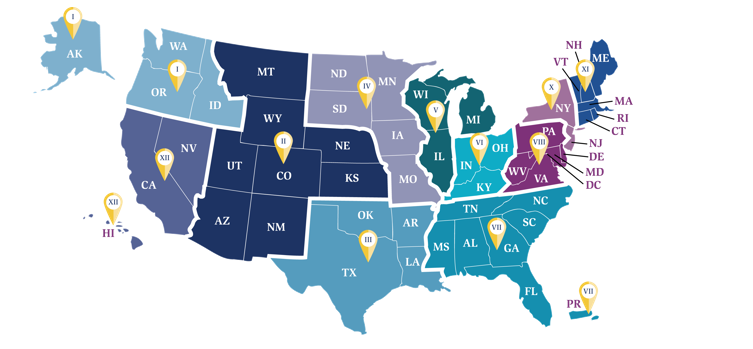 I
AK
WA
I
OR
ID
MT
ND
MN
IV
SD
WI
V
MI
WY
II
NE
IA
IL
VI
IN
OH
KY
NH
VT
XI
ME
X
NY
MA
RI
CT
PA
VIII
NJ
DE
MD
DC
WV
VA
XII
NV
CA
UT
CO
KS
MO
XII
HI
AZ
NM
OK
III
TX
AR
LA
TN
NC
SC
MS
AL
VII
GA
FL
VII
PR